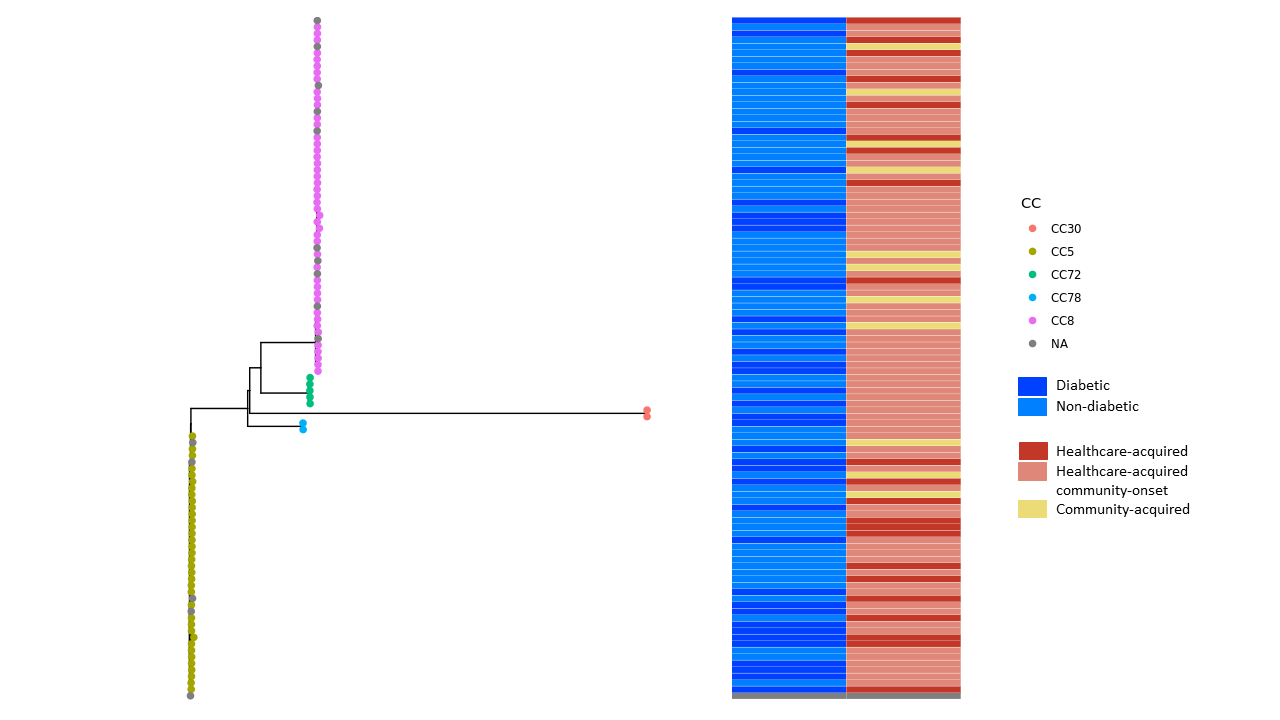 CC
CC30
CC5
CC72
CC78
CC8
NA
Diabetic
Non-diabetic
Healthcare-acquired
Healthcare-acquired
community-onset
Community-acquired